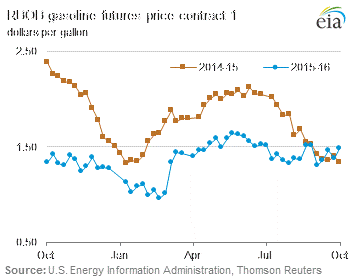 RBOB gasoline futures price contract 1
dollars per gallon
eia
2.50
2014-15
2015-16
1.50
0.50
Oct
Jan
Apr
Jul
Oct
Source: U.S. Energy Information Administration, Thomson Reuters